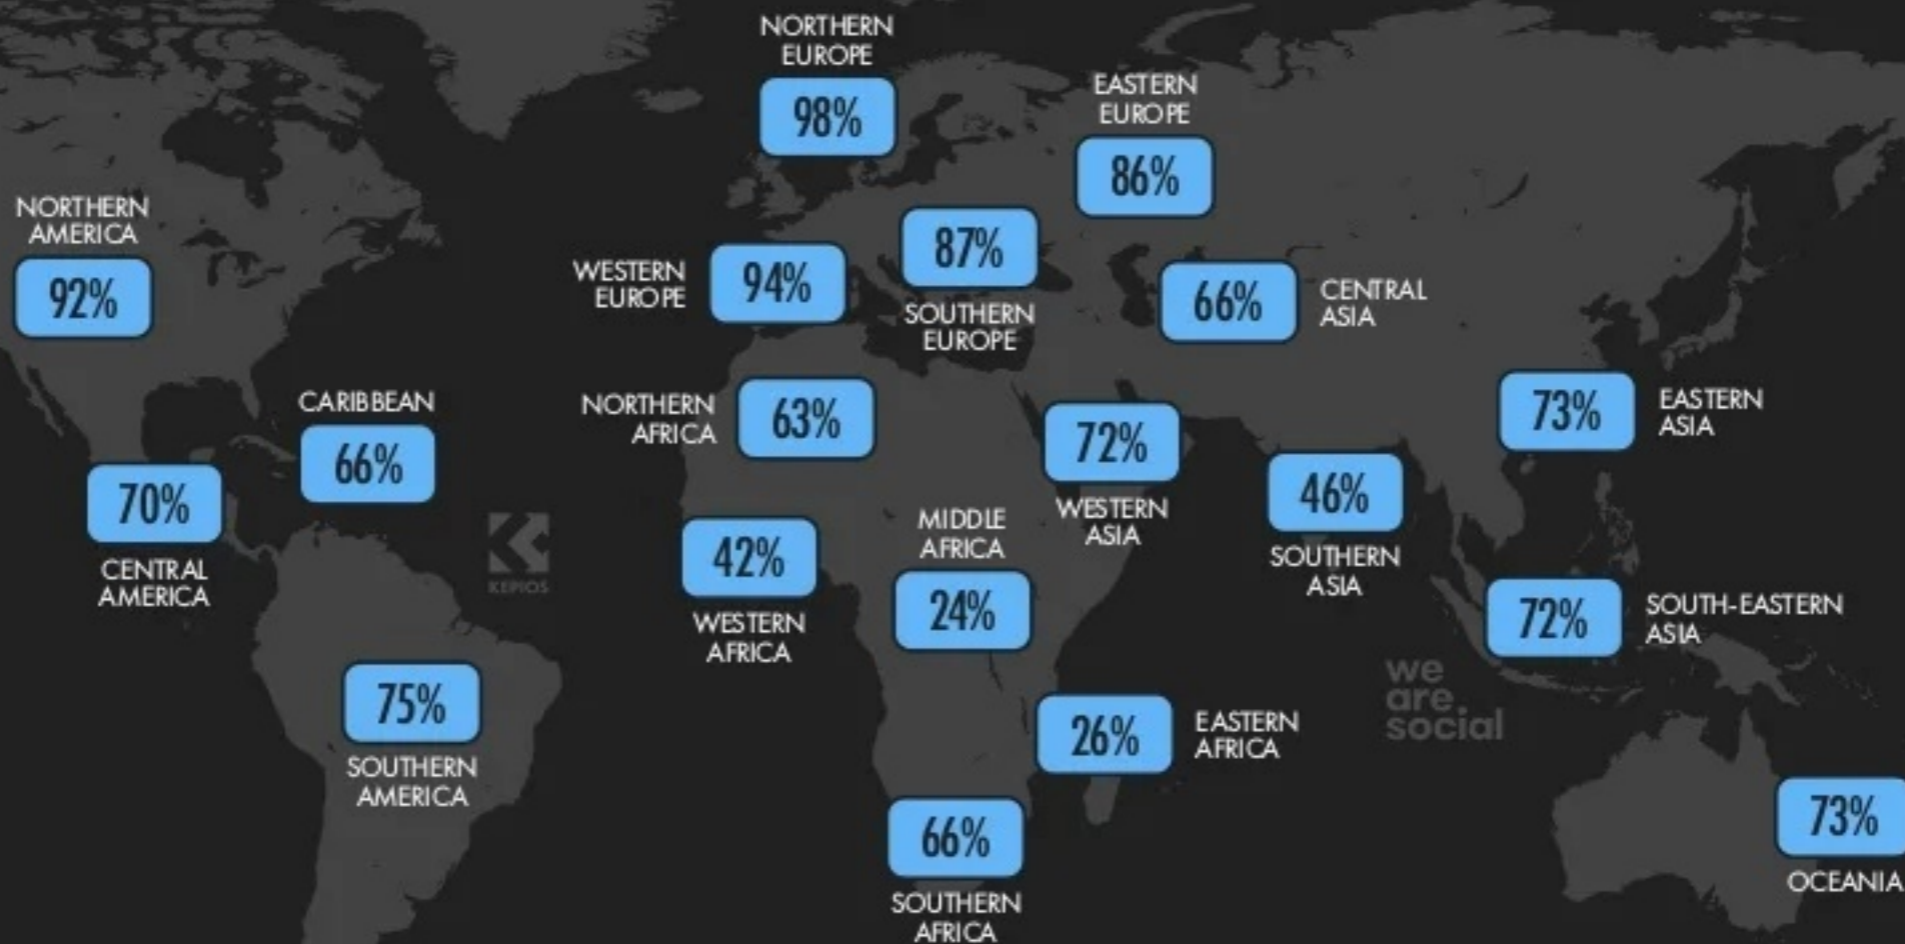 NORTHERN
EUROPE
98%
EASTERN
EUROPE
86%
NORTHERN
AMERICA
92%
WESTERN
EUROPE
94%
87%
SOUTHERN
EUROPE
66%
CENTRAL
ASIA
CARIBBEAN
66%
NORTHERN
AFRICA
63%
72%
WESTERN
ASIA
73%
EASTERN
ASIA
70%
CENTRAL
AMERICA
KEPIOS
42%
WESTERN
AFRICA
MIDDLE
AFRICA
24%
46%
SOUTHERN
ASIA
72%
SOUTH-EASTERN
ASIA
we
are
social
75%
SOUTHERN
AMERICA
26%
EASTERN
AFRICA
66%
SOUTHERN
AFRICA
73%
OCEANIA